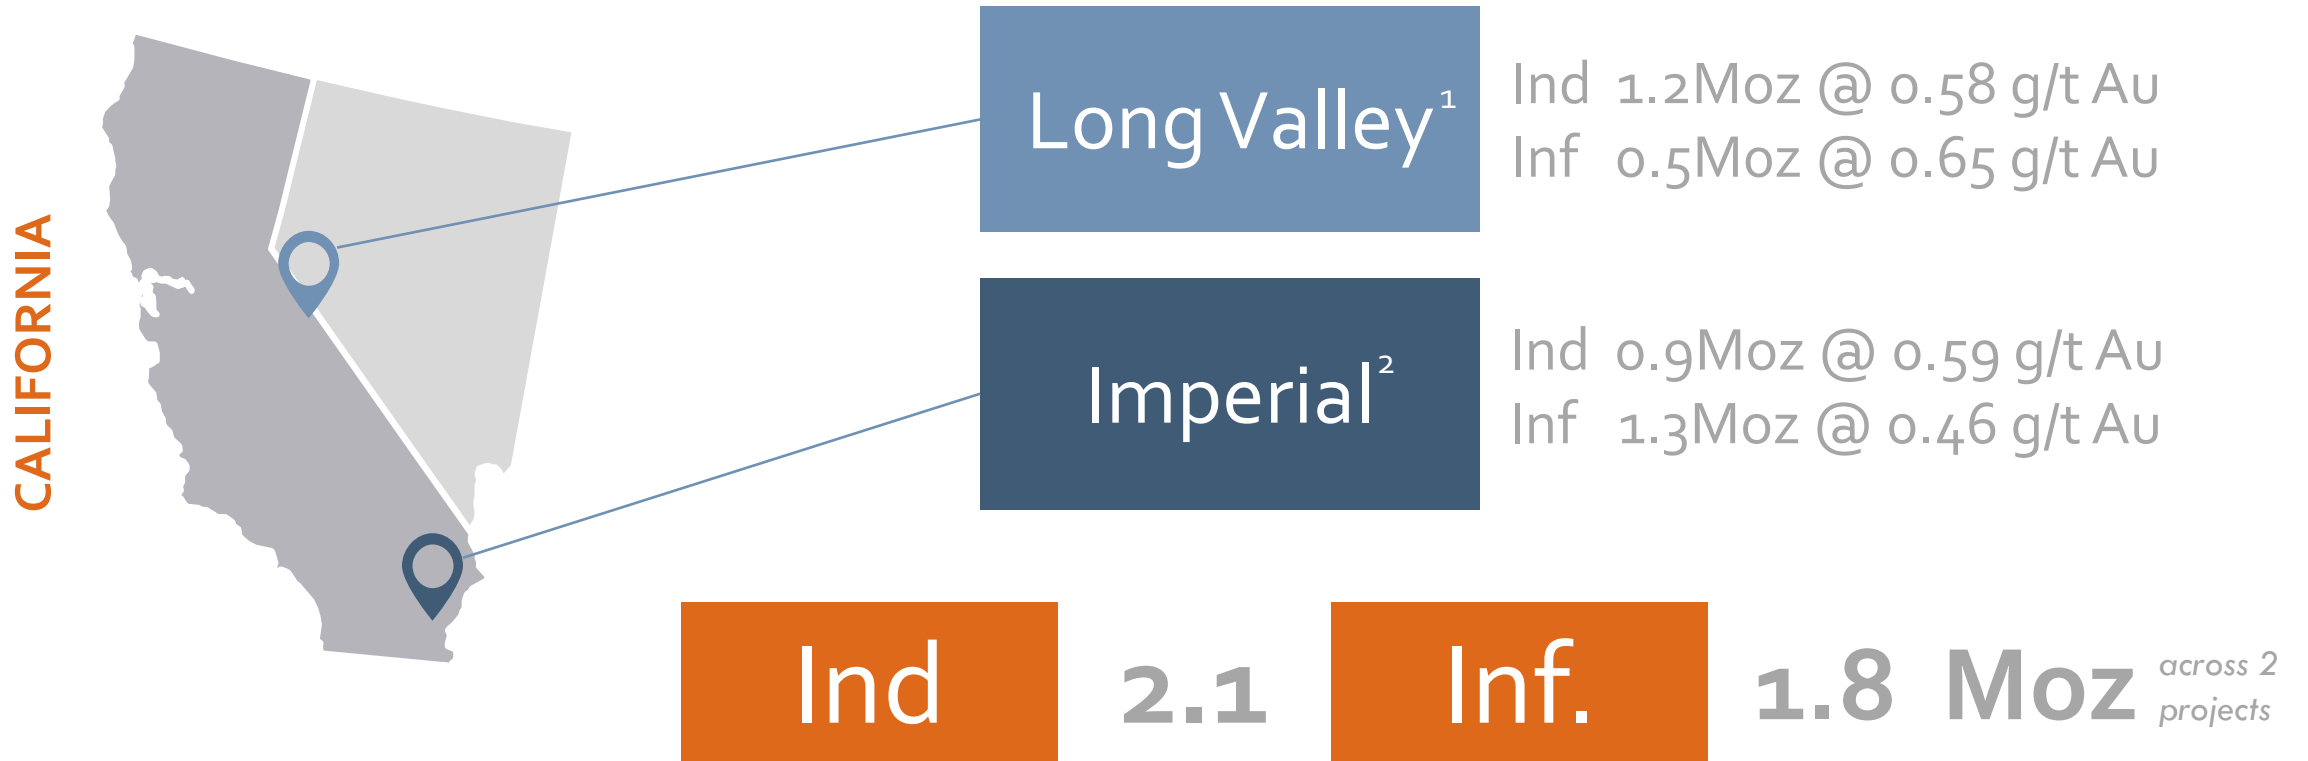 CALIFORNIA
Long Valley¹
Ind 1.2Moz @ 0.58 g/t Au
Inf 0.5Moz @ 0.65 g/t Au
Imperial²
Ind 0.9Moz @ 0.59 g/t Au
Inf 1.3Moz @ 0.46 g/t Au
Ind 2.1 Inf. 1.8 Moz across 2
projects